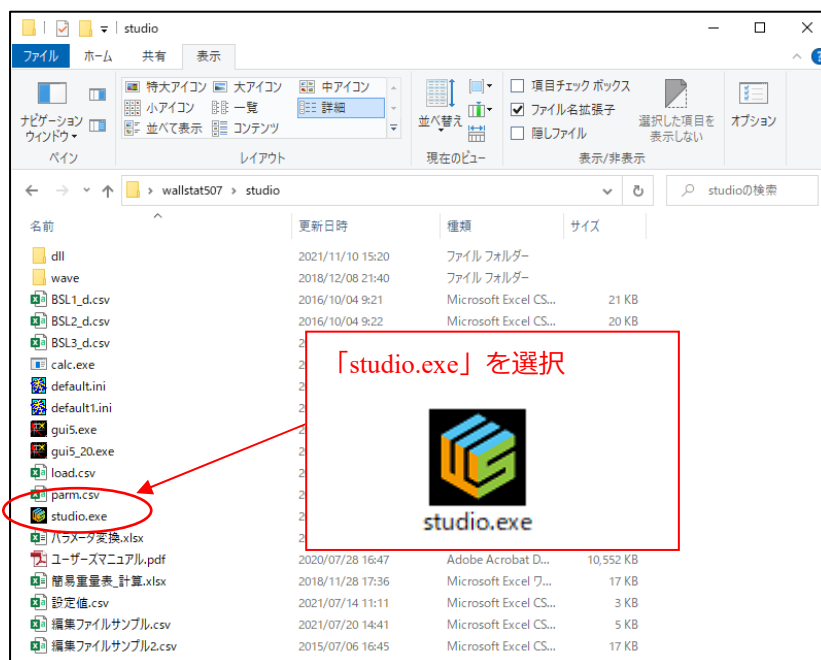 studio
ファイル ホーム 共有 表示
特大アイコン 大アイコン 中アイコン
小アイコン 一覧 詳細
並べて表示 コンテンツ
ナビゲーション
ウィンドウ
並べ替え
項目チェック ボックス
ファイル名拡張子
隠しファイル
選択した項目を
表示しない
オプション
ペイン レイアウト 現在のビュー 表示/非表示
wallstat507 studio studioの検索
名前 更新日時 種類 サイズ
dll 2021/11/10 15:20 ファイル フォルダー
wave 2018/12/08 21:40 ファイル フォルダー
BSL1_d.csv 2016/10/04 9:21 Microsoft Excel CS... 21 KB
BSL2_d.csv 2016/10/04 9:22 Microsoft Excel CS... 20 KB
BSL3_d.csv
calc.exe
default.ini
default1.ini
gui5.exe
gui5_20.exe
load.csv
parm.csv
studio.exe
パラメータ変換.xlsx
「studio.exe」を選択
studio.exe
ユーザーズマニュアル.pdf 2020/07/28 16:47 Adobe Acrobat D... 10,552 KB
簡易重量表_計算.xlsx 2018/11/28 17:36 Microsoft Excel ワ... 17 KB
設定値.csv 2021/07/14 11:11 Microsoft Excel CS... 3 KB
編集ファイルサンプル.csv 2021/07/20 14:41 Microsoft Excel CS... 5 KB
編集ファイルサンプル2.csv 2015/07/06 16:45 Microsoft Excel CS... 17 KB